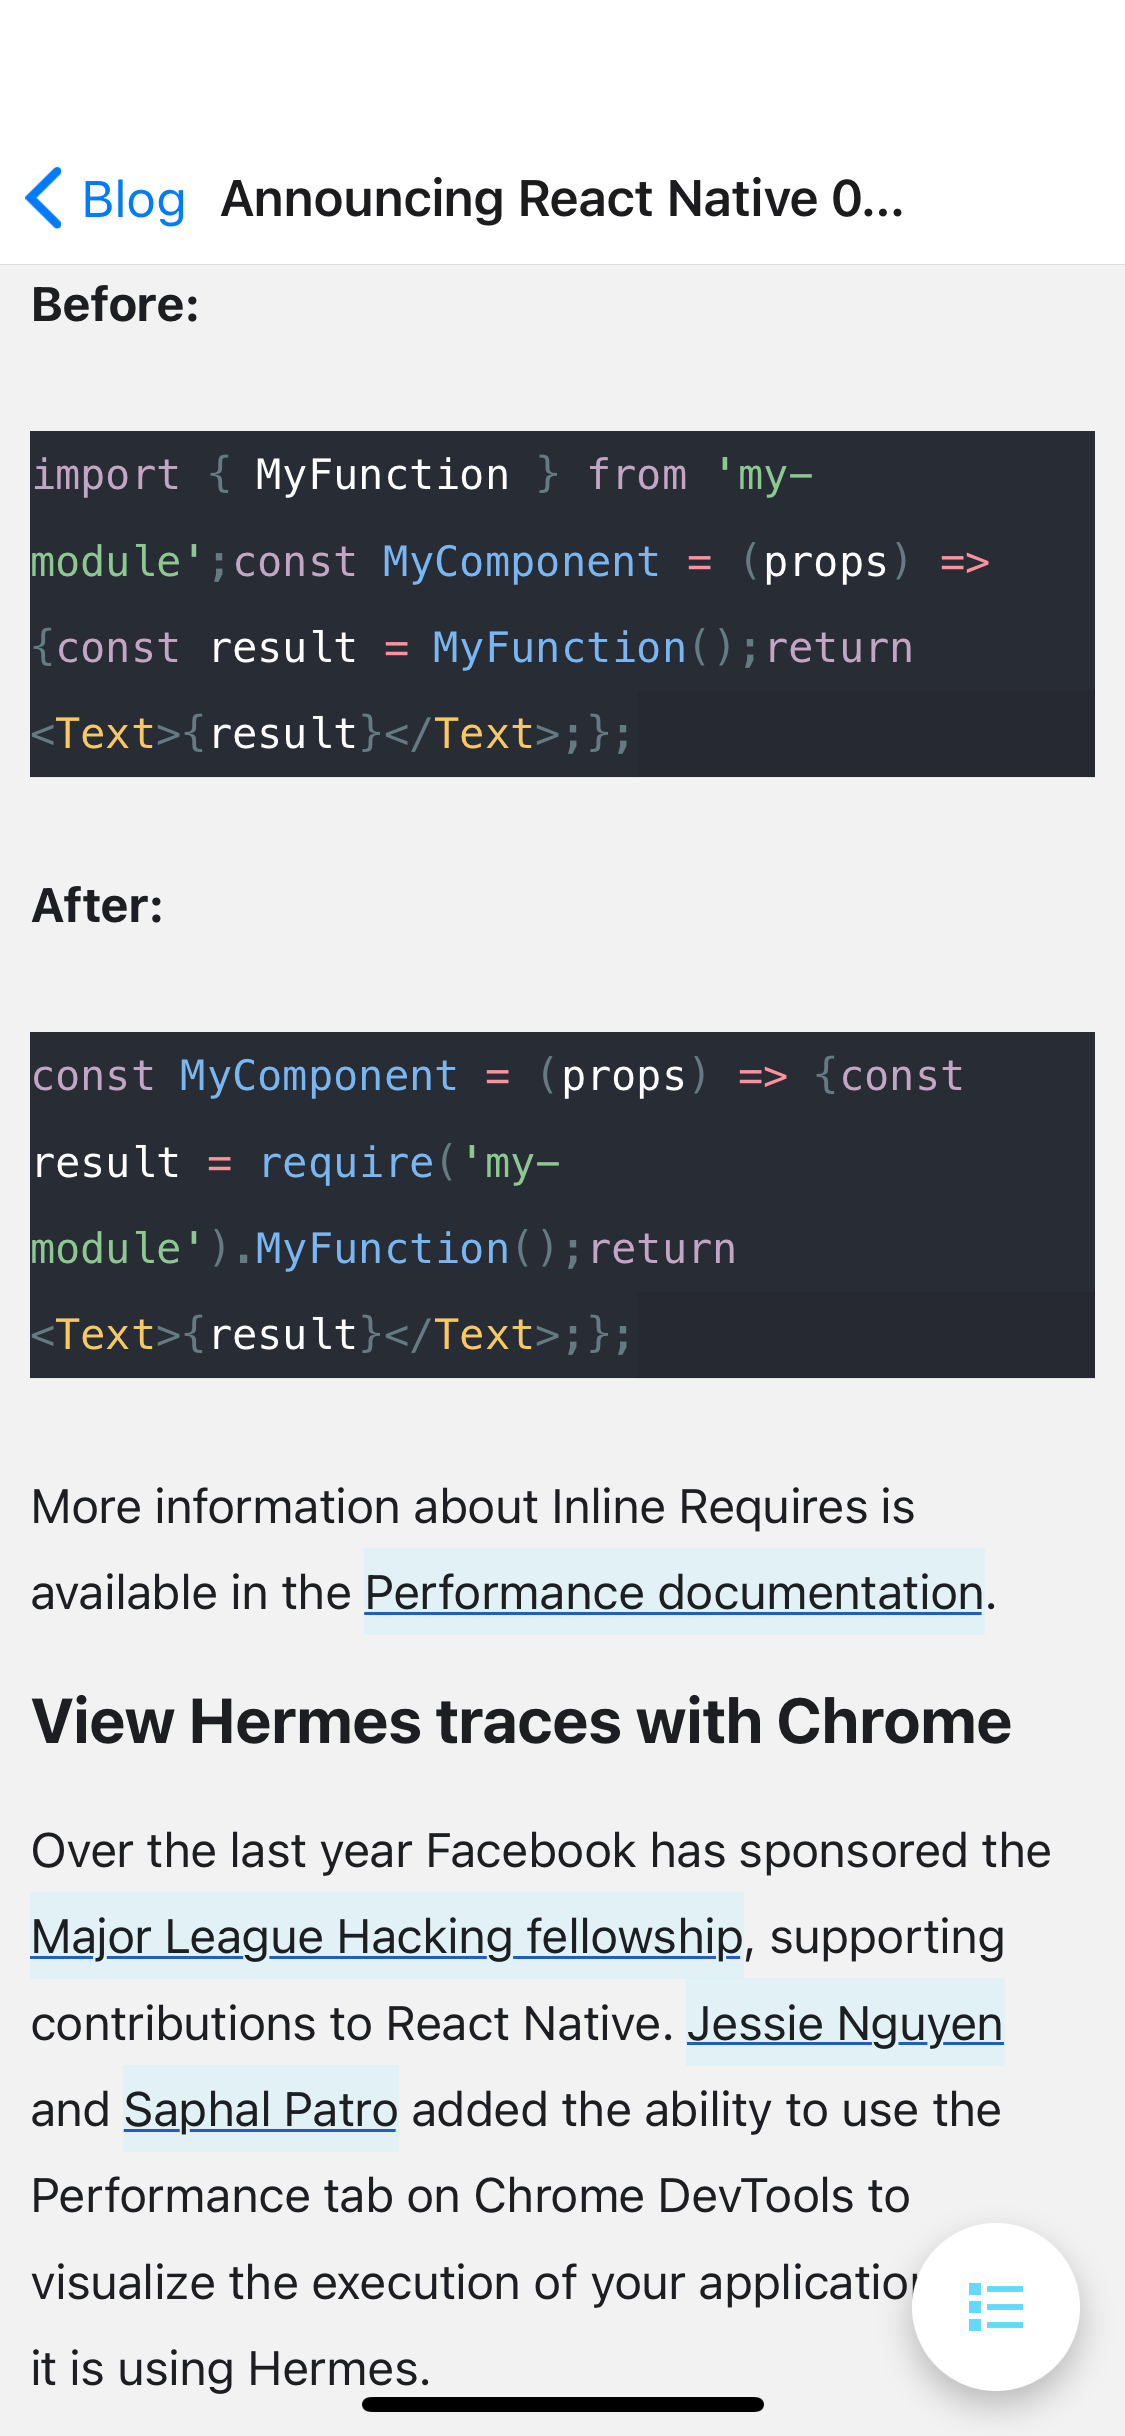 Blog Announcing React Native 0...
Before:
import { MyFunction } from 'my-
module';const MyComponent = (props) =>
{const result = MyFunction();return
<Text>{result}</Text>;};
After:
const MyComponent = (props) => {const
result = require('my-
module').MyFunction();return
<Text>{result}</Text>;};
More information about Inline Requires is
available in the Performance documentation.
View Hermes traces with Chrome
Over the last year Facebook has sponsored the
Major League Hacking fellowship, supporting
contributions to React Native. Jessie Nguyen
and Saphal Patro added the ability to use the
Performance tab on Chrome DevTools to
visualize the execution of your application
it is using Hermes.